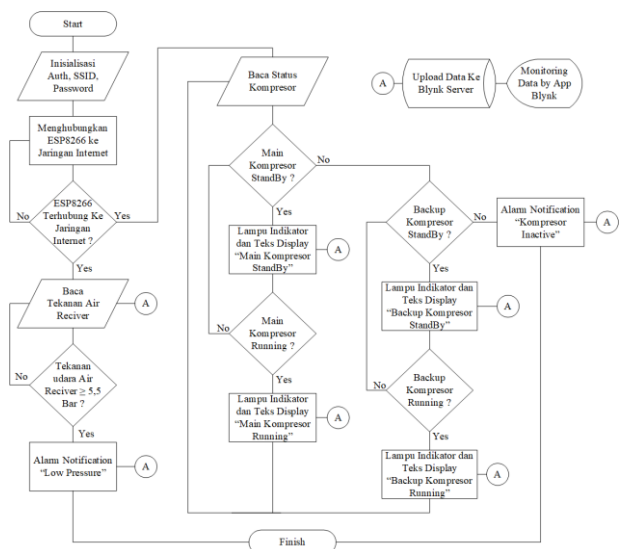 Start
Inisialisasi
Auth, SSID,
Password
Menghubungkan
ESP8266 ke
Jaringan Internet
ESP8266
Terhubung Ke
Jaringan
Internet ?
No
Yes
Yes
Baca
Tekanan Air
Reciver
A
Tekanan
udara Air
Reciver ≥ 5,5
Bar ?
No
Yes
Alarm Notification
“Low Pressure”
A
Baca Status
Kompresor
Main
Kompresor
StandBy ?
No
Yes
Lampu Indikator
dan Teks Display
“Main Kompresor
StandBy”
A
Main
Kompresor
Running ?
No
Yes
Lampu Indikator
dan Teks Display
“Main Kompresor
Running”
A
Backup
Kompresor
StandBy ?
No
Yes
Alarm Notification
“Kompresor
Inactive”
A
Lampu Indikator dan
Teks Display
“Backup Kompresor
StandBy”
A
Backup
Kompresor
Running ?
No
Yes
Lampu Indikator dan
Teks Display
“Backup Kompresor
Running”
A
A
Upload Data Ke
Blynk Server
Monitoring
Data by App
Blynk
Finish